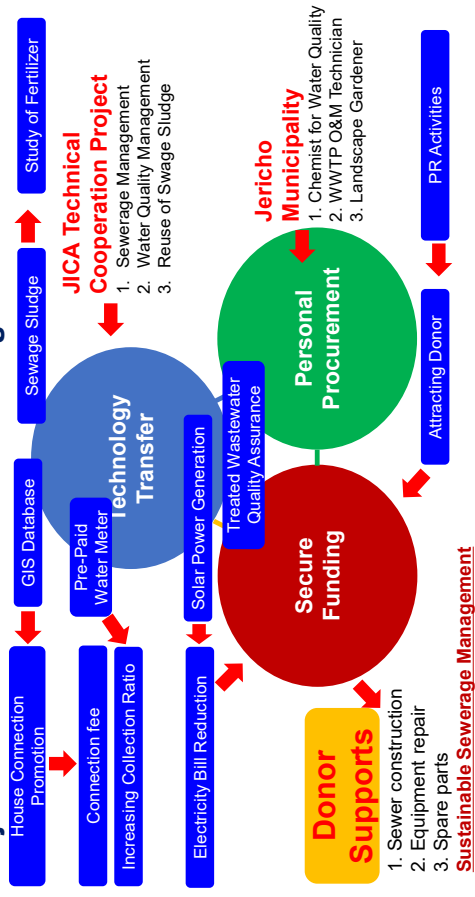 House Connection
Promotion
GIS Database
Sewage Sludge
Study of Fertilizer
Connection fee
Increasing Collection Ratio
Pre-Paid
Water Meter
Technology
Transfer
JICA Technical
Cooperation Project
1. Sewerage Management
2. Water Quality Management
3. Reuse of Swage Sludge
Electricity Bill Reduction
Solar Power Generation
Treated Wastewater
Quality Assurance
Secure
Funding
Personal
Procurement
Jericho
Municipality
1. Chemist for Water Quality
2. WWTP O&M Technician
3. Landscape Gardener
Donor
Supports
1. Sewer construction
2. Equipment repair
3. Spare parts
Sustainable Sewerage Management
Attracting Donor
PR Activities